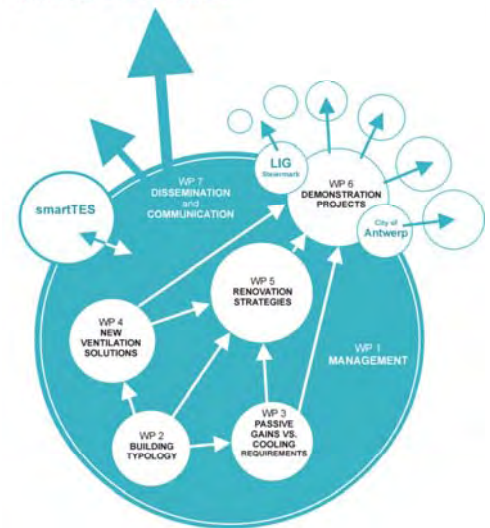 WP 7
DISSEMINATION
and
COMMUNICATION
LIG
Steiermark
WP 6
DEMONSTRATION
PROJECTS
smartTES
City of
Antwerp
WP 5
RENOVATION
STRATEGIES
WP 4
NEW
VENTILATION
SOLUTIONS
WP 1
MANAGEMENT
WP 3
PASSIVE
GAINS VS.
COOLING
REQUIREMENTS
WP 2
BUILDING
TYPOLOGY